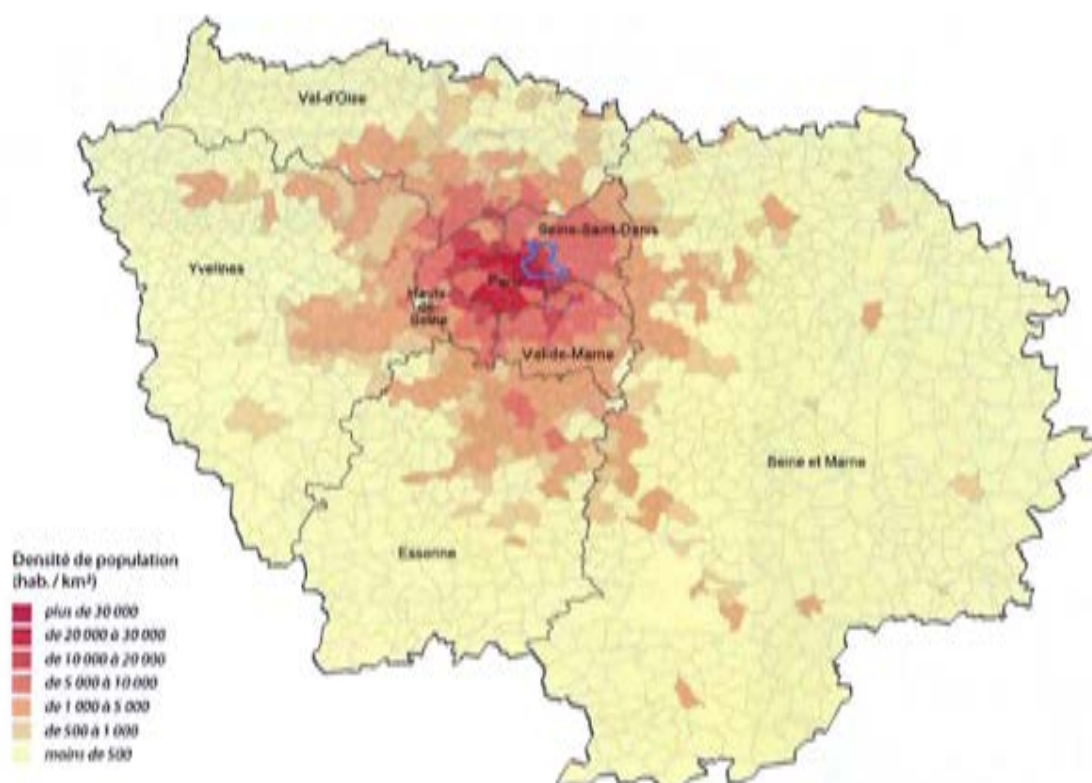 Val-d'Oise
Seine-Saint-Denis
Yvelines
Paris
Hauts-
de-
Seine
Val-de-Marne
Seine et Marne
Essonne
Densité de population
(hab. / km²)
plus de 30 000
de 20 000 à 30 000
de 10 000 à 20 000
de 5 000 à 10 000
de 1 000 à 5 000
de 500 à 1 000
moins de 500